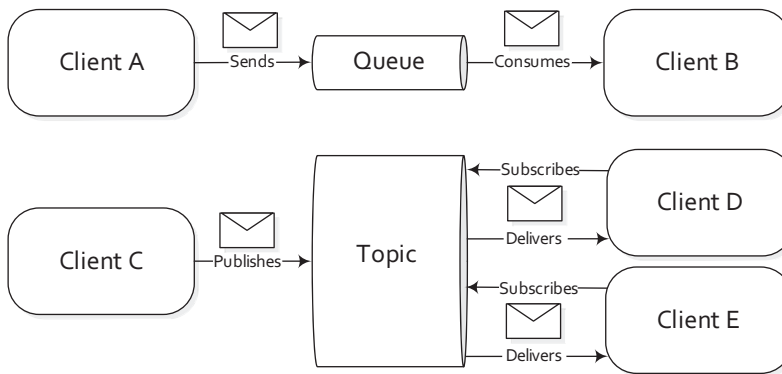 Client A
Sends
Queue
Consumes
Client B
Client C
Publishes
Topic
Subscribes
Delivers
Client D
Subscribes
Delivers
Client E